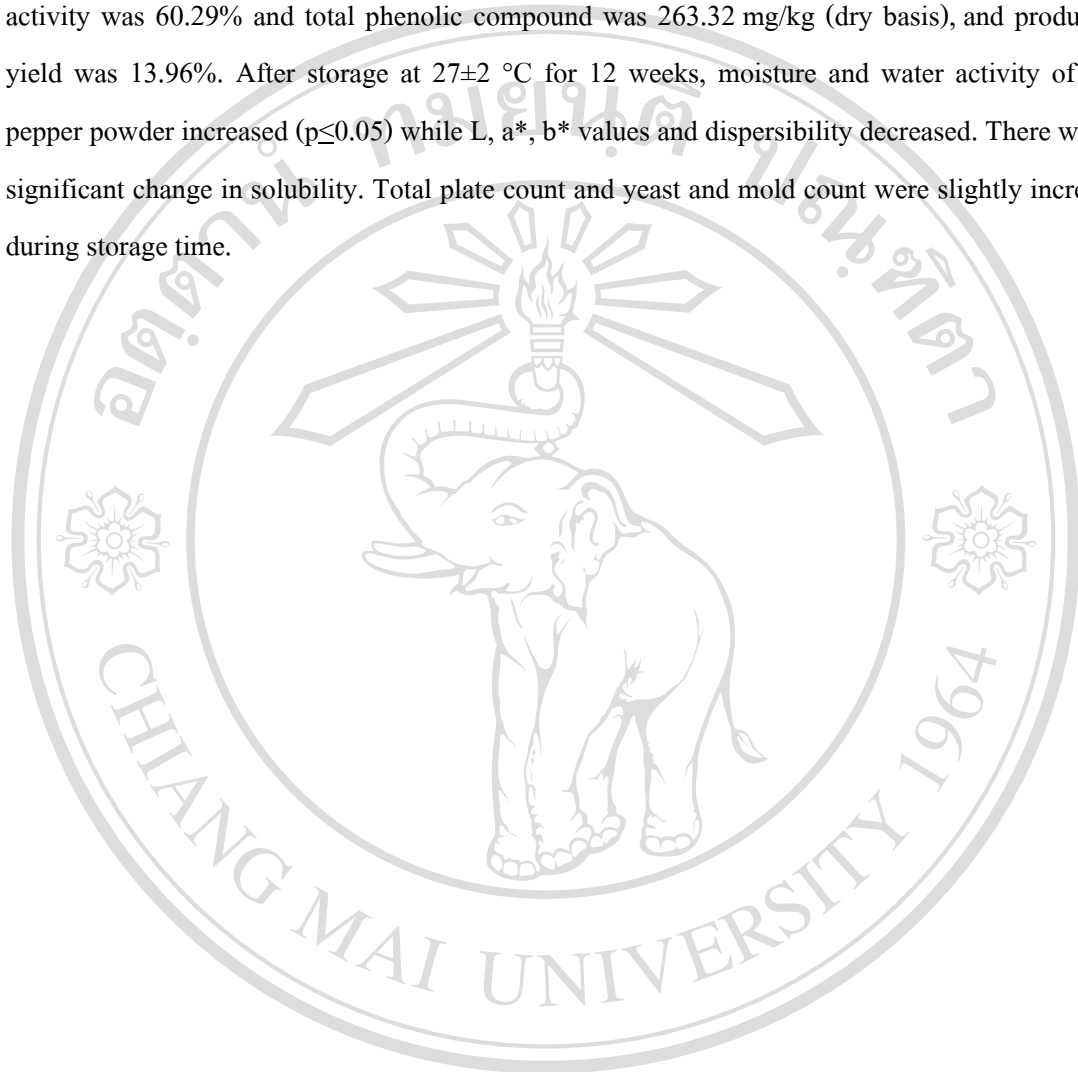 activity was 60.29% and total phenolic compound was 263.32 mg/kg (dry basis), and
yield was 13.96%. After storage at 27±2 °C for 12 weeks, moisture and water activity of
pepper powder increased (p≤0.05) while L, a*, b* values and dispersibility decreased. There
significant change in solubility. Total plate count and yeast and mold count were slightly
during storage time.
CHIANG MAI UNIVERSITY 1964